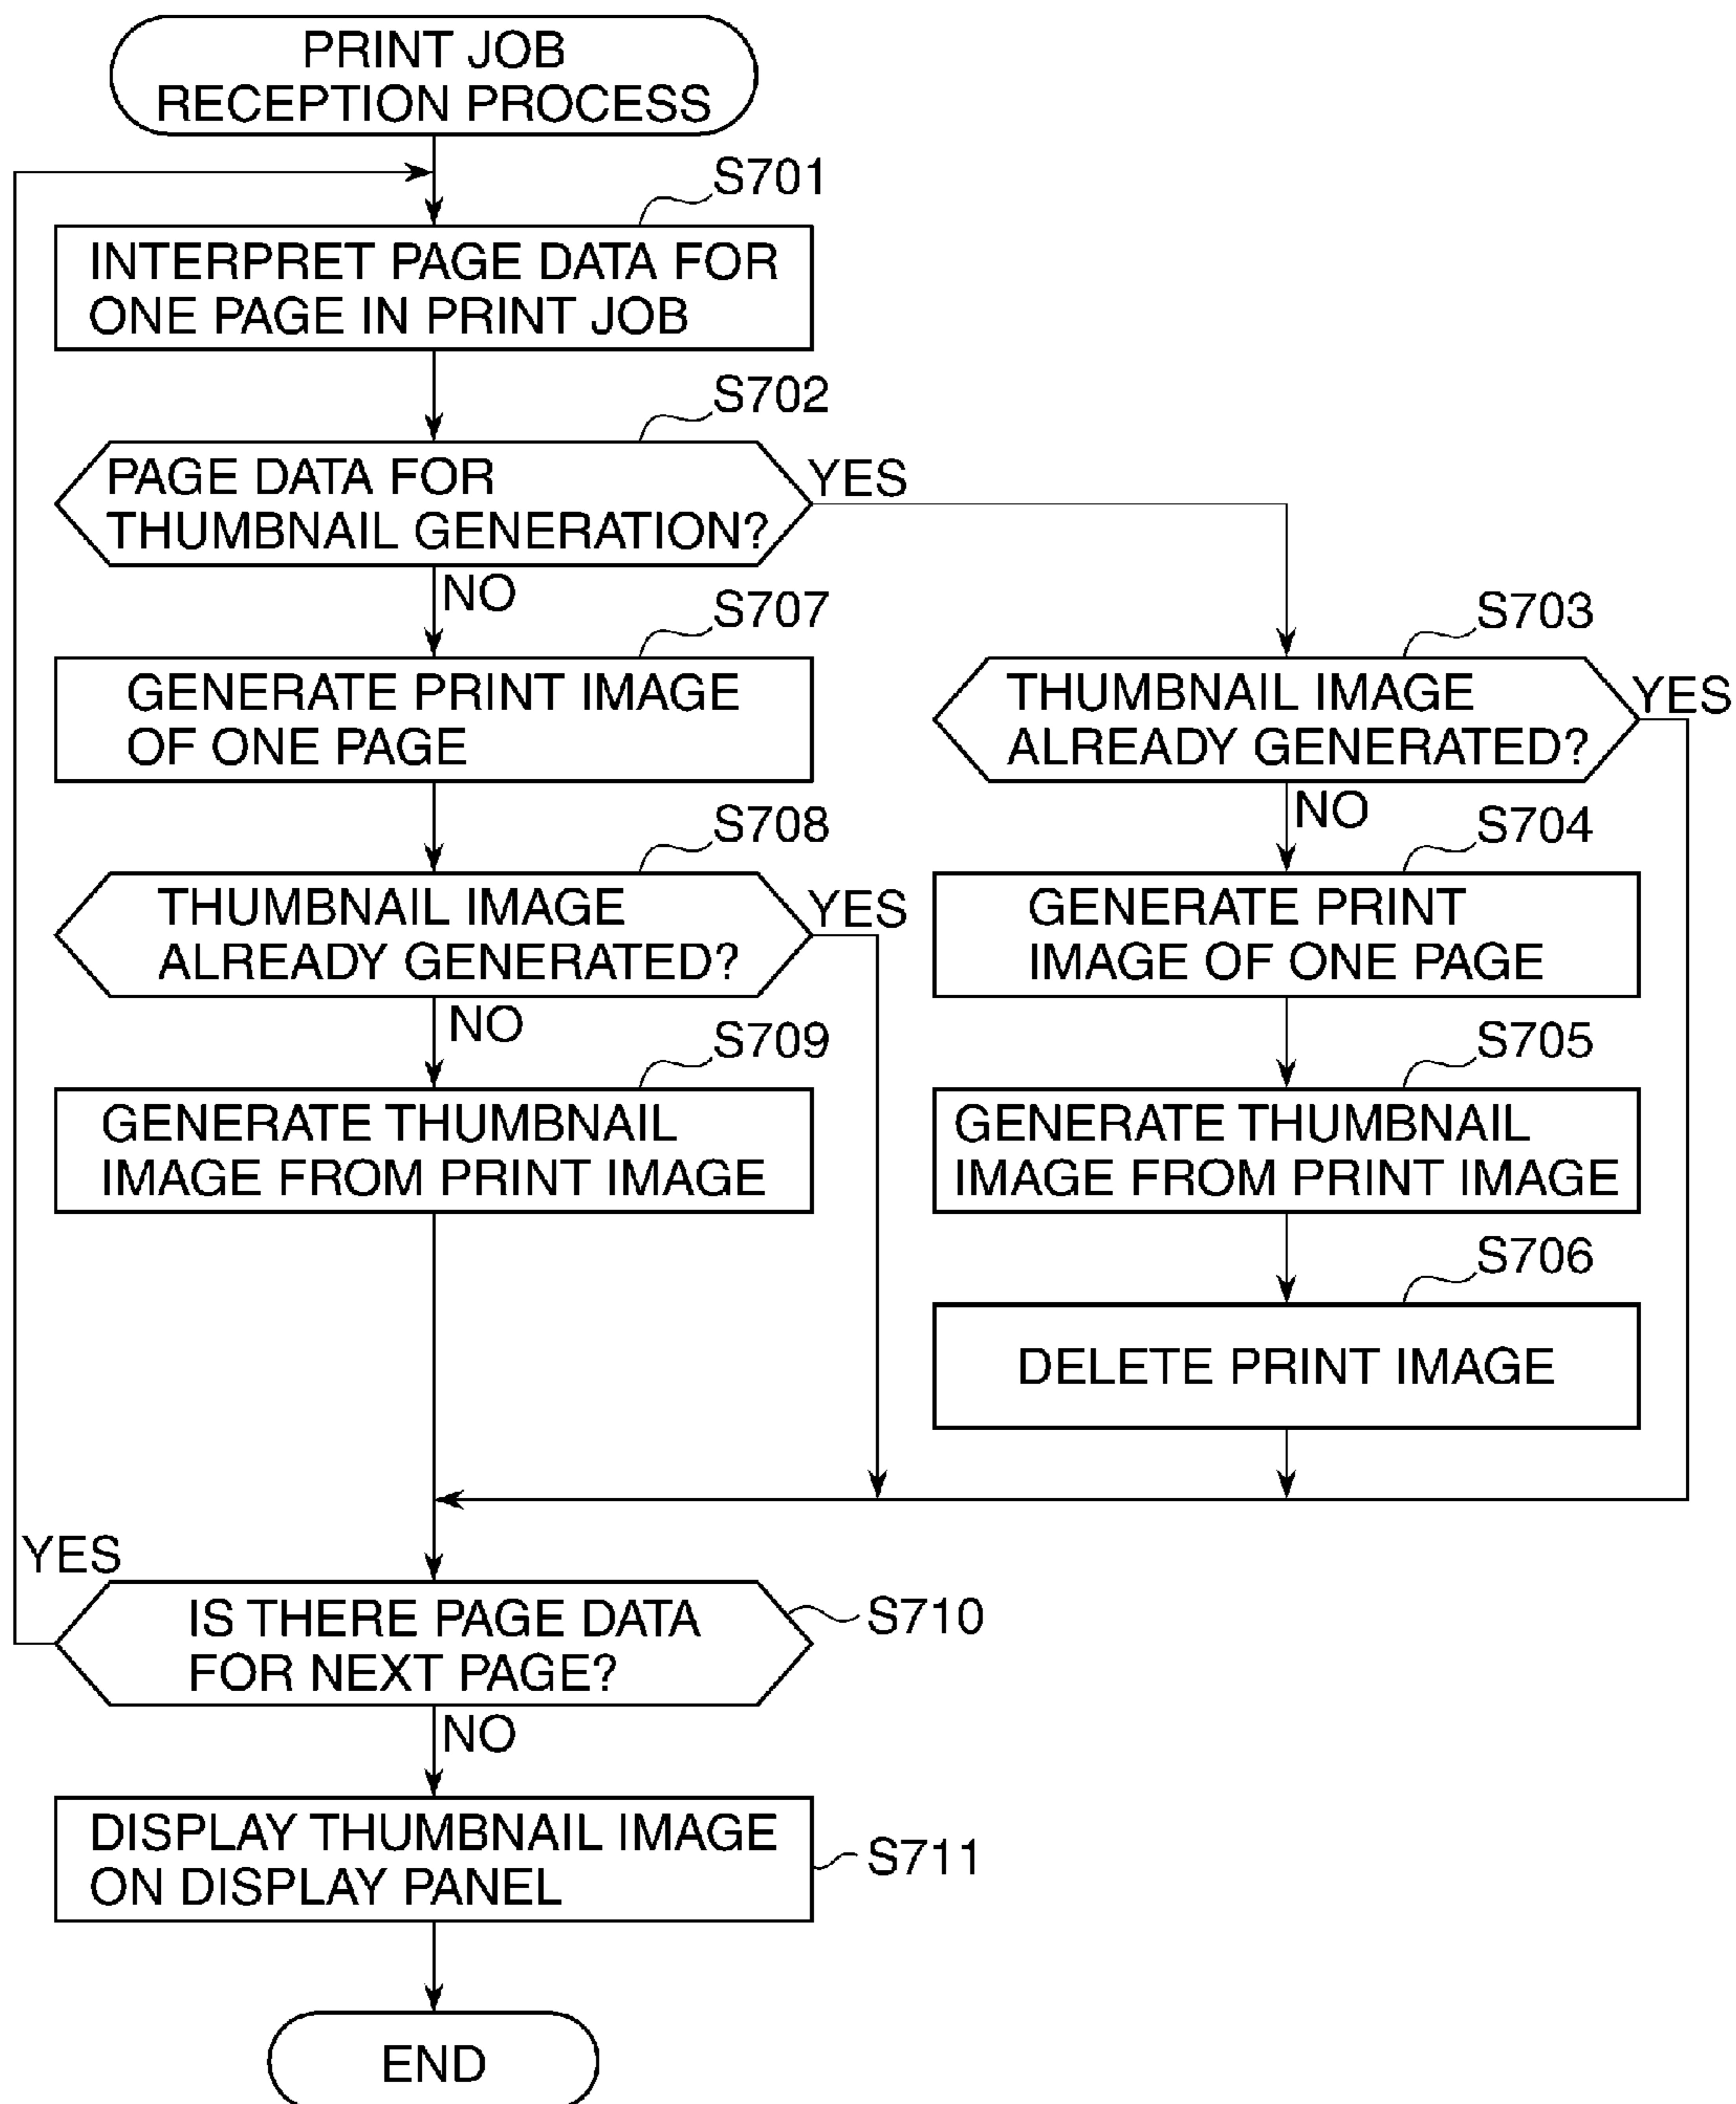 PRINT JOB
RECEPTION PROCESS
S701
INTERPRET PAGE DATA FOR
ONE PAGE IN PRINT JOB
S702
PAGE DATA FOR
THUMBNAIL GENERATION?
YES
NO
S707
GENERATE PRINT IMAGE
OF ONE PAGE
S708
THUMBNAIL IMAGE
ALREADY GENERATED?
YES
NO
S709
GENERATE THUMBNAIL
IMAGE FROM PRINT IMAGE
S703
THUMBNAIL IMAGE
ALREADY GENERATED?
YES
NO
S704
GENERATE PRINT
IMAGE OF ONE PAGE
S705
GENERATE THUMBNAIL
IMAGE FROM PRINT IMAGE
S706
DELETE PRINT IMAGE
YES
IS THERE PAGE DATA
FOR NEXT PAGE?
S710
NO
DISPLAY THUMBNAIL IMAGE
ON DISPLAY PANEL
S711
END